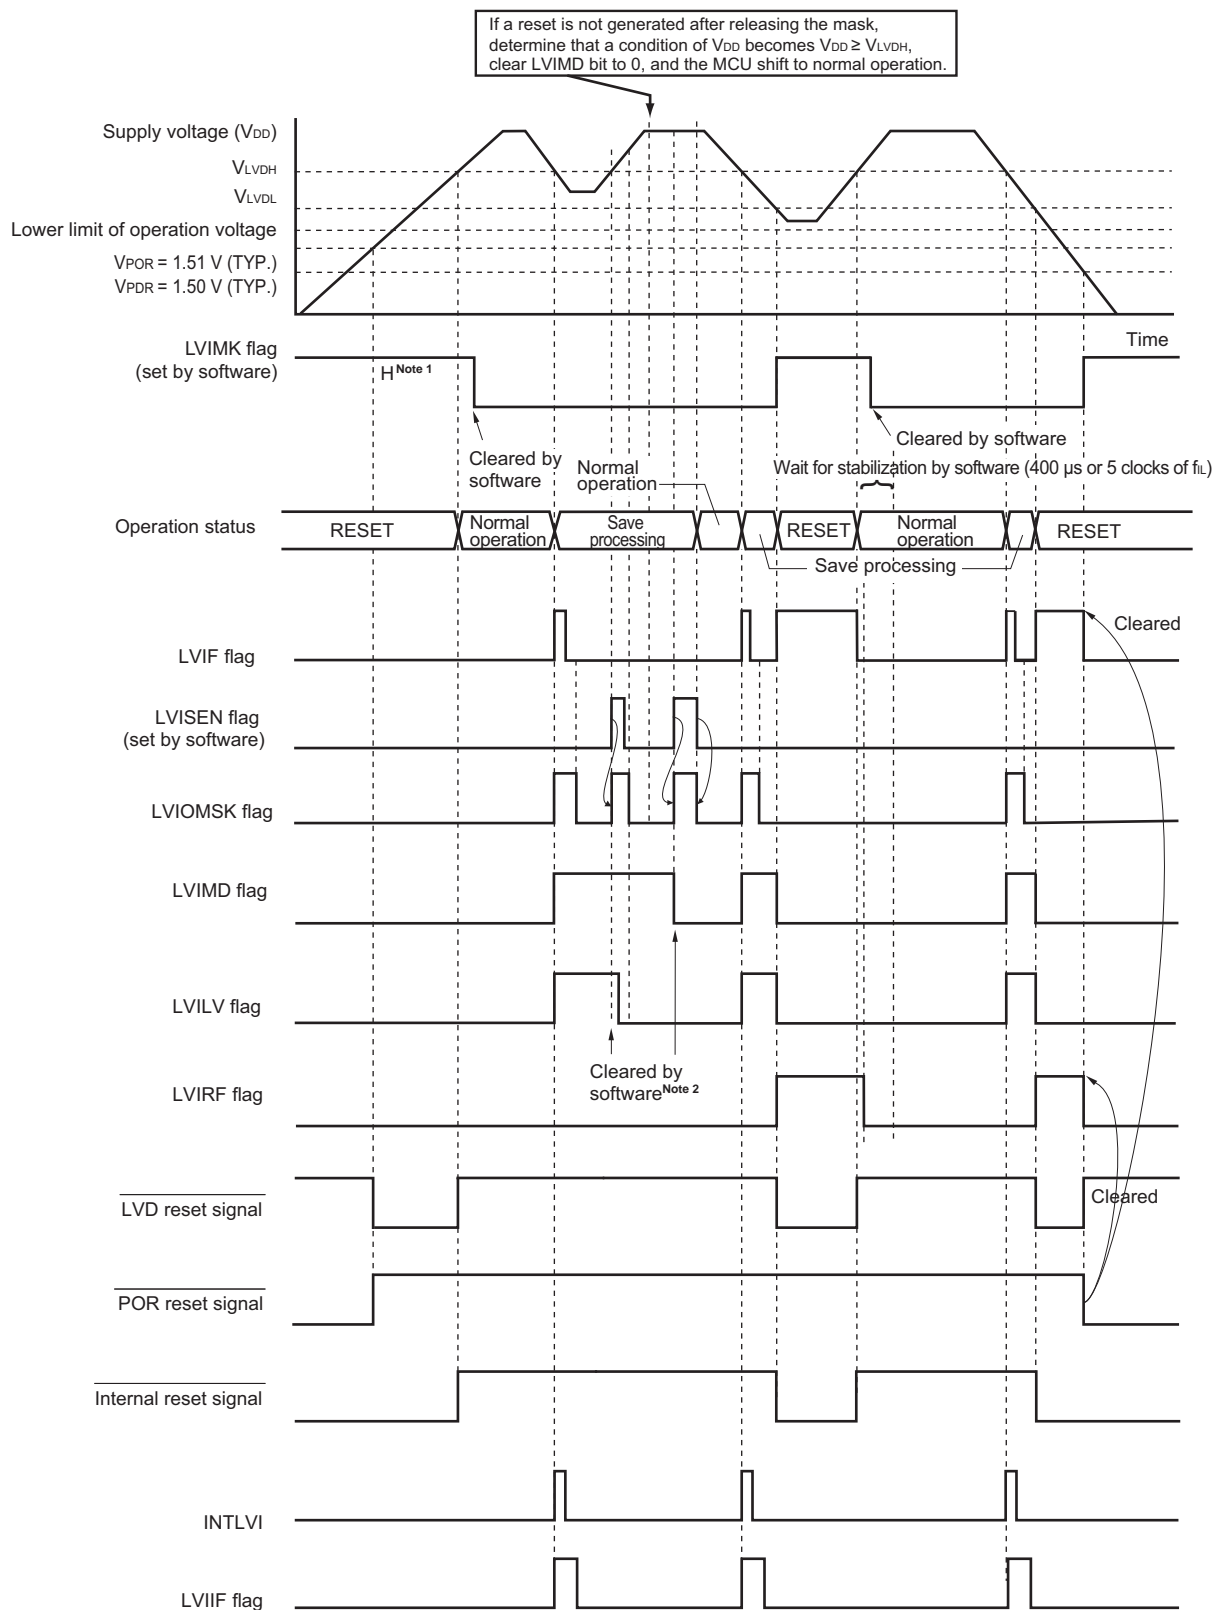 If a reset is not generated after releasing the mask,
determine that a condition of VDD becomes VDD ≥ VLVDH,
clear LVIMD bit to 0, and the MCU shift to normal operation.
Supply voltage (VDD)
VLVDH
VLVDL
Lower limit of operation voltage
VPOR = 1.51 V (TYP.)
VPDR = 1.50 V (TYP.)
Time
LVIMK flag
(set by software)
H Note 1
Cleared by
software
Cleared by software
Normal
operation
Wait for stabilization by software (400 μs or 5 clocks of fIL)
Operation status
RESET
Normal
operation
Save
processing
RESET
Normal
operation
RESET
Save processing
LVIF flag
Cleared
LVISEN flag
(set by software)
LVIOMSK flag
LVIMD flag
LVILV flag
Cleared by
software Note 2
LVIRF flag
LVD reset signal
Cleared
POR reset signal
Internal reset signal
INTLVI
LVIIF flag